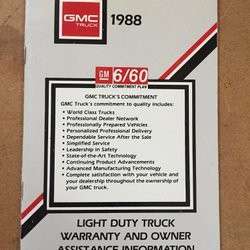 GMC
TRUCK
1988
GM 6/60
QUALITY COMMITMENT PLAN
GMC TRUCK'S COMMITMENT
GMC Truck's commitment to quality includes:
• World Class Trucks
• Professional Dealer Network
• Professionally Prepared Vehicles
• Personalized Professional Delivery
• Dependable Service After the Sale
• Simplified Service
• Leadership in Safety
• State-of-the-Art Technology
• Continuing Product Advancements
• Advanced Manufacturing Technology
• Complete satisfaction with your vehicle and
your dealership throughout the ownership of
your GMC truck.
LIGHT DUTY TRUCK
WARRANTY AND OWNER
ASSISTANCE INFORMATION